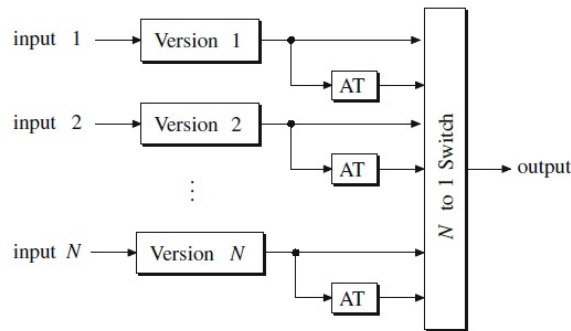 input 1
Version 1
AT
input 2
Version 2
AT
input N
Version N
AT
N to 1 Switch
output